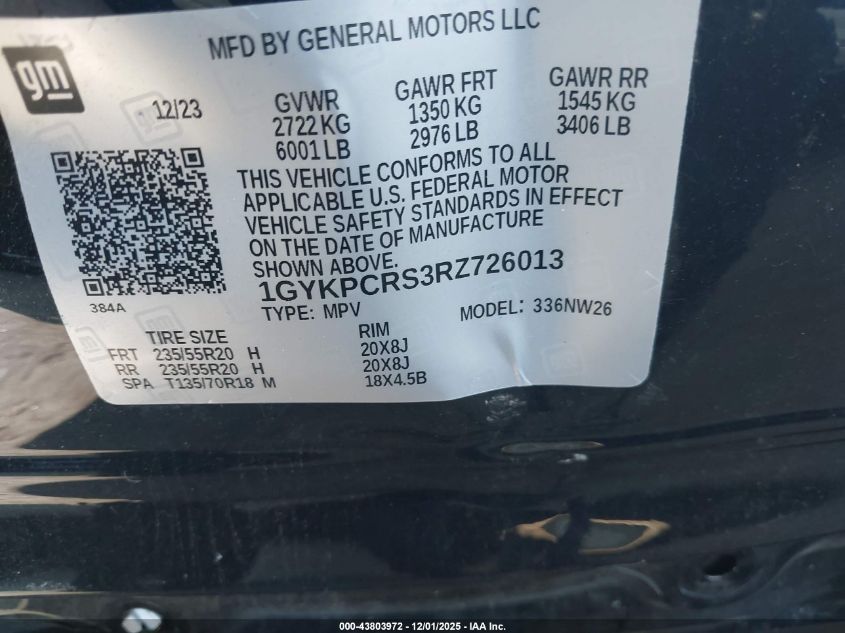 MFD BY GENERAL MOTORS LLC
gm
12/23
GVWR
2722 KG
6001 LB
GAWR FRT
1350 KG
2976 LB
GAWR RR
1545 KG
3406 LB
THIS VEHICLE CONFORMS TO ALL
APPLICABLE U.S. FEDERAL MOTOR
VEHICLE SAFETY STANDARDS IN EFFECT
ON THE DATE OF MANUFACTURE
SHOWN ABOVE.
1GYKPCRS3RZ726013
384A
TYPE: MPV MODEL: 336NW26
TIRE SIZE RIM
FRT 235/55R20 H 20X8J
RR 235/55R20 H 20X8J
SPA T135/70R18 M 18X4.5B
000-43803972 - 12/01/2025 - IAA Inc.